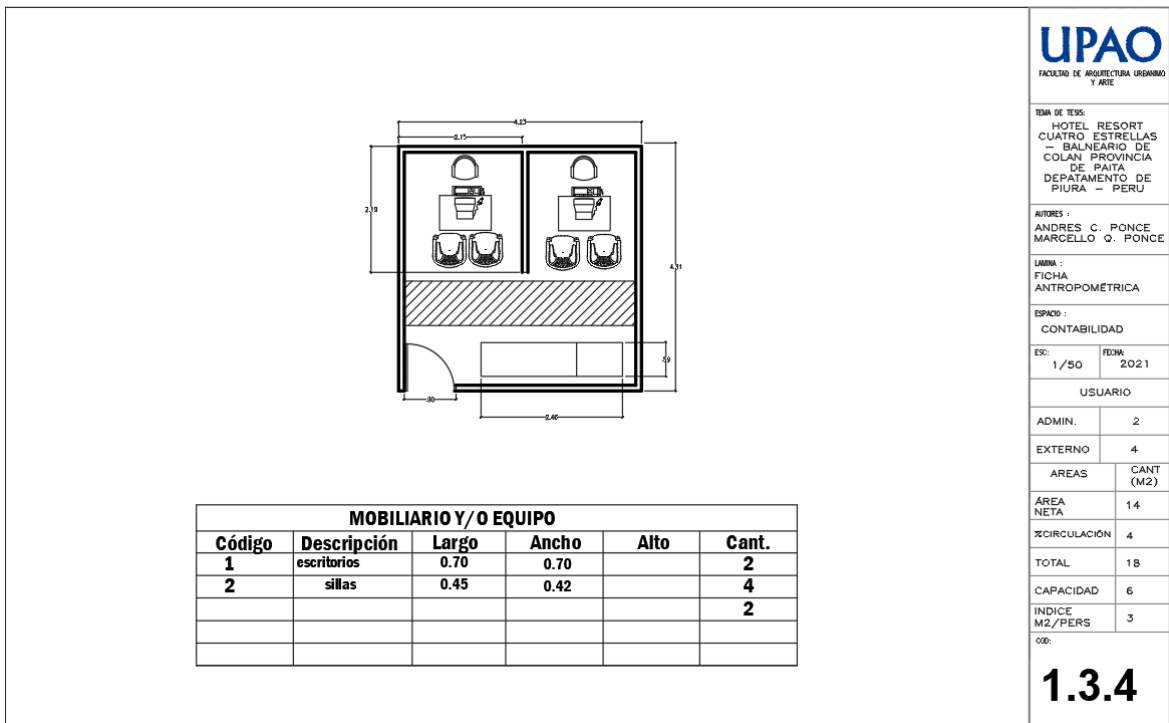 4.23
2.15
2.19
4.31
.59
.90
2.46
MOBILIARIO Y/O EQUIPO
Código Descripción Largo Ancho Alto Cant.
1 escritorios 0.70 0.70 2
2 sillas 0.45 0.42 4
2
UPAO
FACULTAD DE ARQUITECTURA URBANIMO
Y ARTE
TEMA DE TESIS:
HOTEL RESORT
CUATRO ESTRELLAS
– BALNEARIO DE
COLAN PROVINCIA
DE PAITA
DEPATAMENTO DE
PIURA – PERU
AUTORES :
ANDRES C. PONCE
MARCELLO Q. PONCE
LAMINA :
FICHA
ANTROPOMÉTRICA
ESPACIO :
CONTABILIDAD
ESC: FECHA:
1/50 2021
USUARIO
ADMIN. 2
EXTERNO 4
AREAS CANT
(M2)
ÁREA
NETA 14
%CIRCULACIÓN 4
TOTAL 18
CAPACIDAD 6
INDICE
M2/PERS 3
COD:
1.3.4